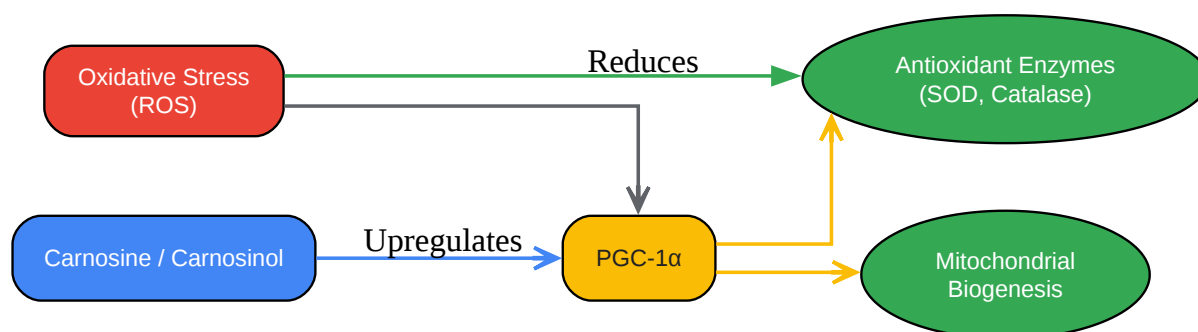 Oxidative Stress
(ROS)
Reduces
Antioxidant Enzymes
(SOD, Catalase)
Carnosine / Carnosinol
Upregulates
PGC-1α
Mitochondrial
Biogenesis